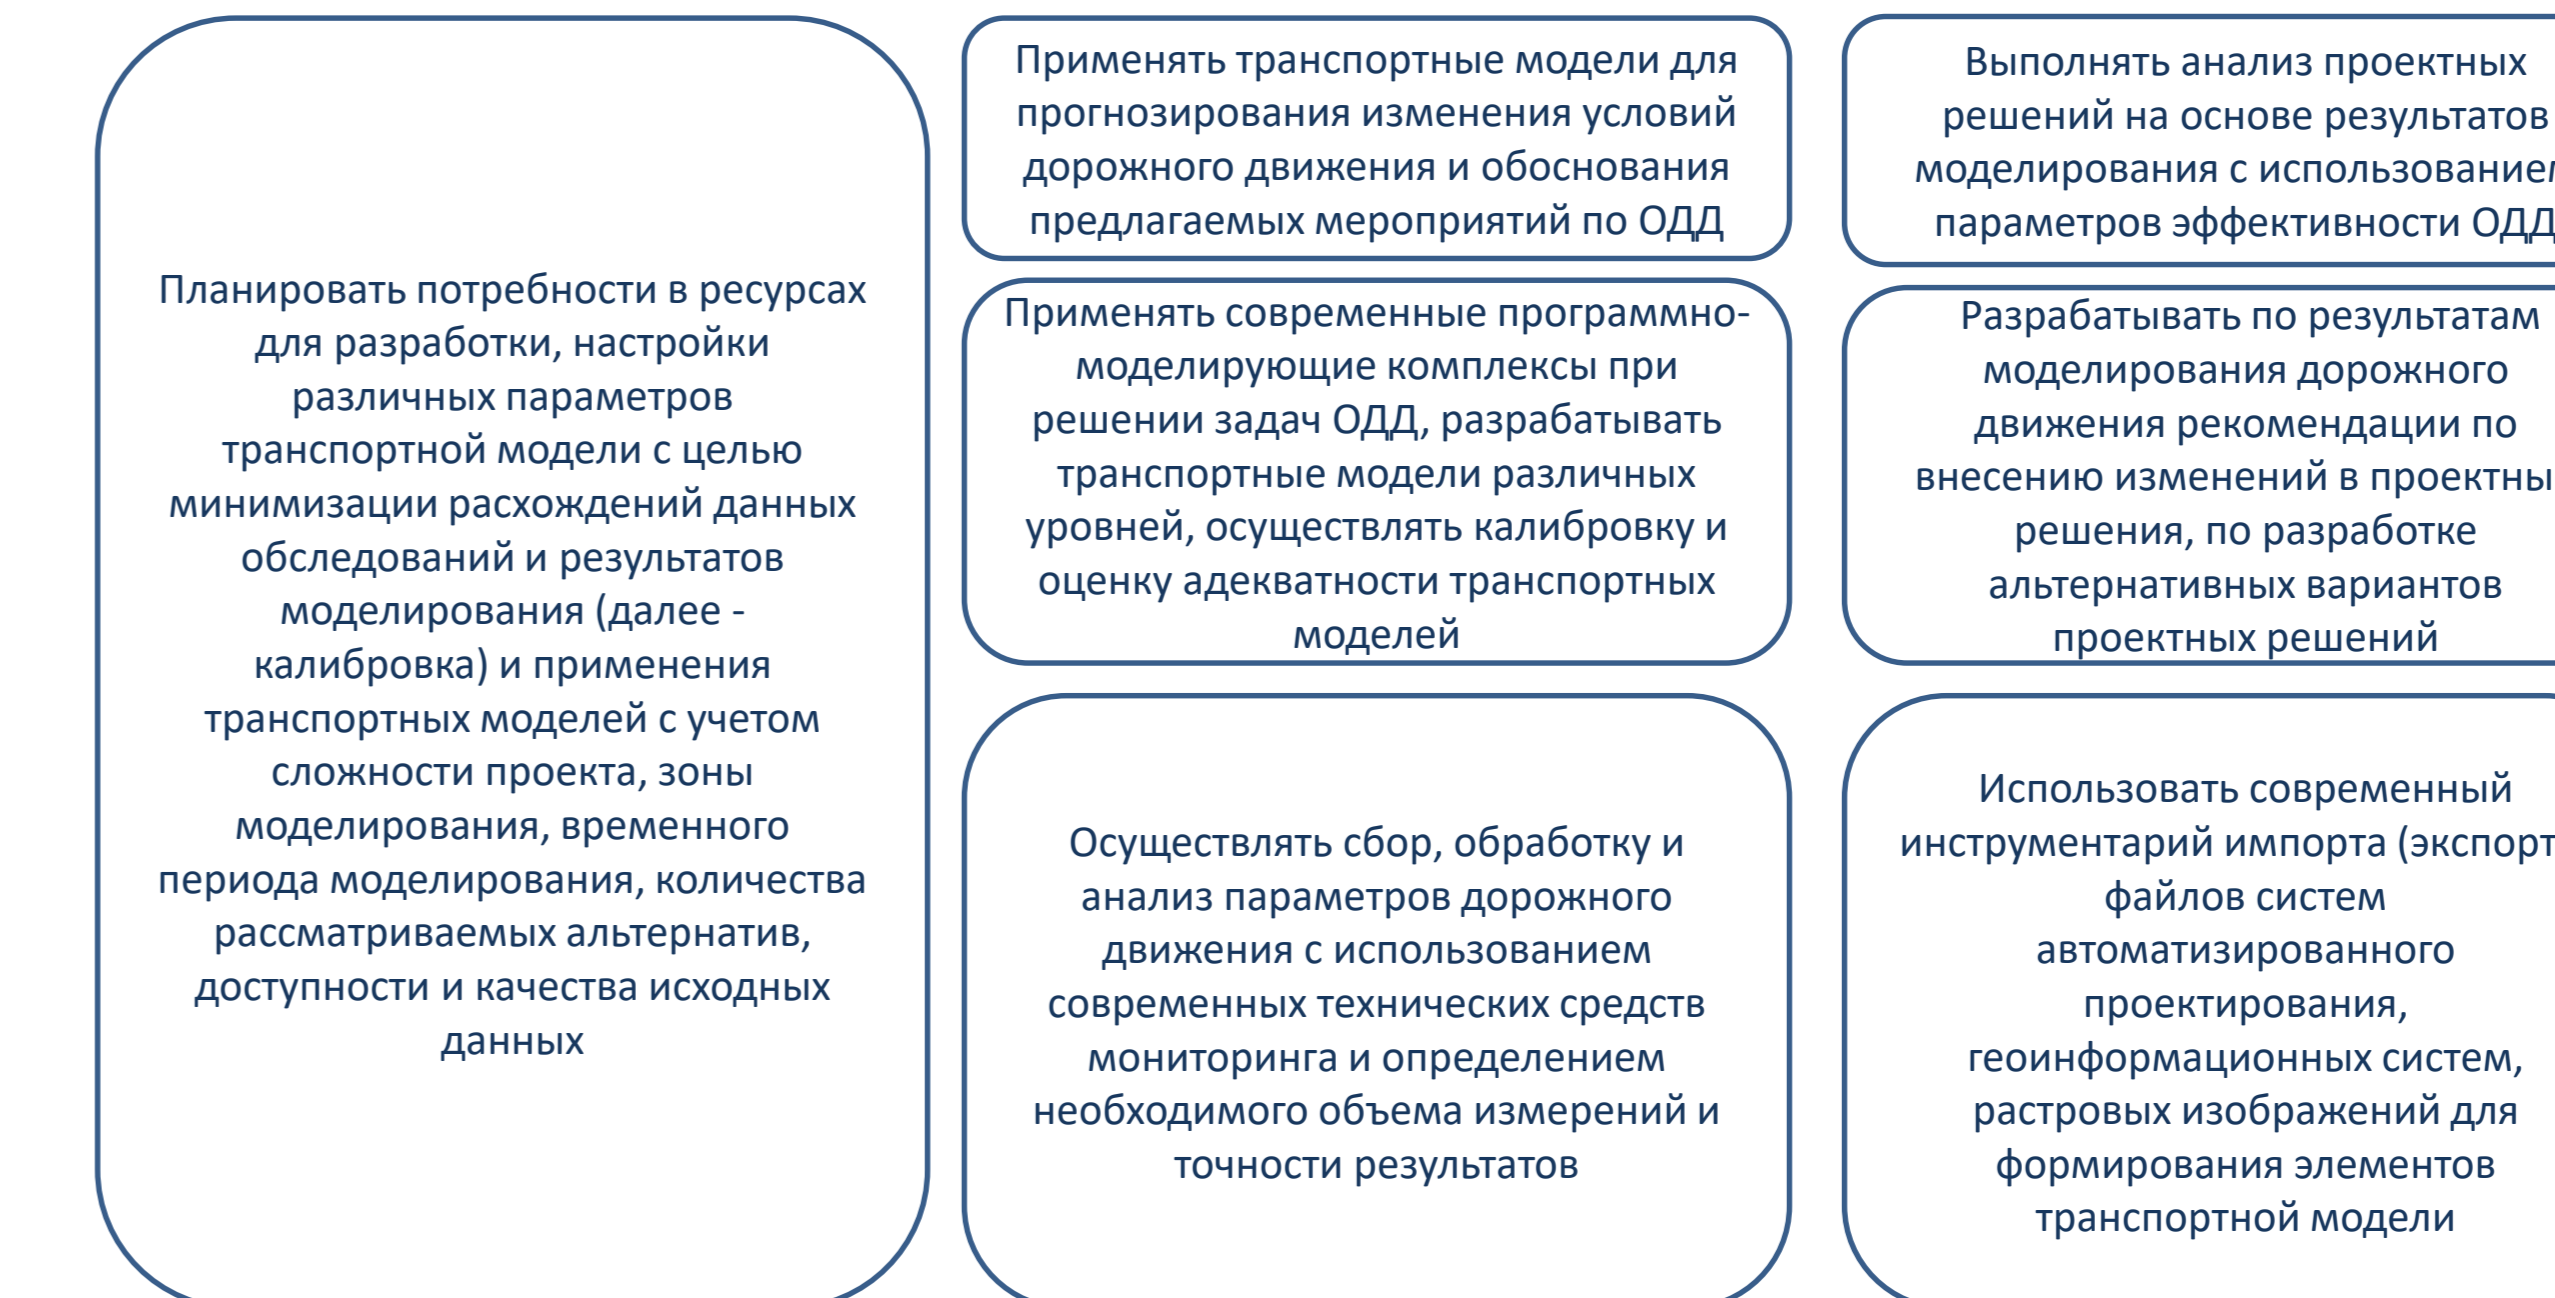 Планировать потребности в ресурсах
для разработки, настройки
различных параметров
транспортной модели с целью
минимизации расхождений данных
обследований и результатов
моделирования (далее -
калибровка) и применения
транспортных моделей с учетом
сложности проекта, зоны
моделирования, временного
периода моделирования, количества
рассматриваемых альтернатив,
доступности и качества исходных
данных
Применять транспортные модели для
прогнозирования изменения условий
дорожного движения и обоснования
предлагаемых мероприятий по ОДД
Применять современные программно-
моделирующие комплексы при
решении задач ОДД, разрабатывать
транспортные модели различных
уровней, осуществлять калибровку и
оценку адекватности транспортных
моделей
Осуществлять сбор, обработку и
анализ параметров дорожного
движения с использованием
современных технических средств
мониторинга и определением
необходимого объема измерений и
точности результатов
Выполнять анализ проектных
решений на основе результатов
моделирования с
параметров эффективности ОДД
Разрабатывать по результатам
моделирования дорожного
движения рекомендации по
внесению изменений в
решения, по разработке
альтернативных вариантов
проектных решений
Использовать современный
инструментарий импорта
файлов систем
автоматизированного
проектирования,
геоинформационных систем,
растровых изображений для
формирования элементов
транспортной модели